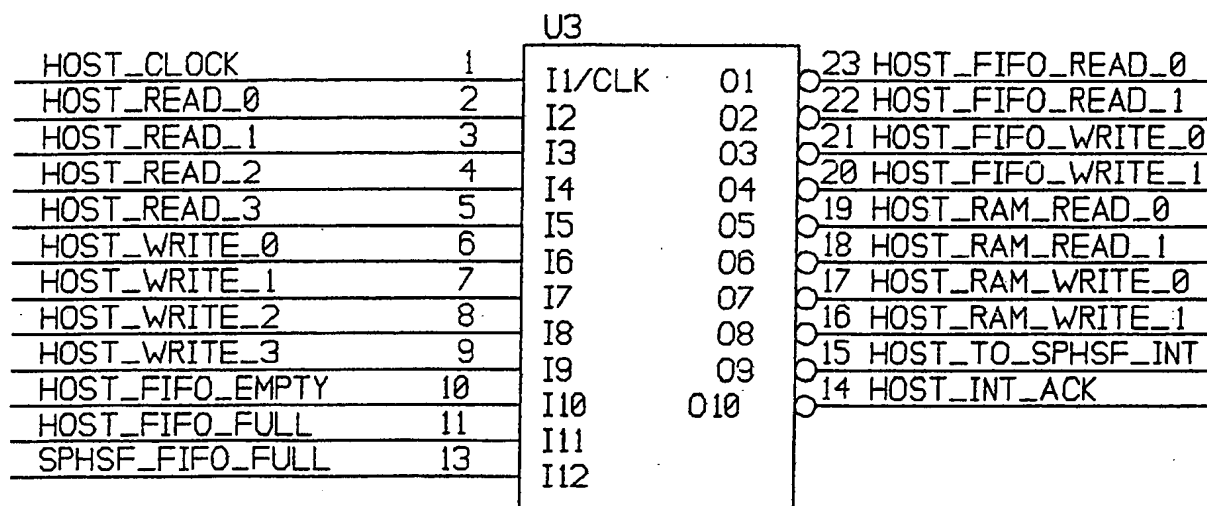 U3
HOST_CLOCK 1 I1/CLK O1 23 HOST_FIFO_READ_0
HOST_READ_0 2 I2 O2 22 HOST_FIFO_READ_1
HOST_READ_1 3 I3 O3 21 HOST_FIFO_WRITE_0
HOST_READ_2 4 I4 O4 20 HOST_FIFO_WRITE_1
HOST_READ_3 5 I5 O5 19 HOST_RAM_READ_0
HOST_WRITE_0 6 I6 O6 18 HOST_RAM_READ_1
HOST_WRITE_1 7 I7 O7 17 HOST_RAM_WRITE_0
HOST_WRITE_2 8 I8 O8 16 HOST_RAM_WRITE_1
HOST_WRITE_3 9 I9 O9 15 HOST_TO_SPHSF_INT
HOST_FIFO_EMPTY 10 I10 O10 14 HOST_INT_ACK
HOST_FIFO_FULL 11 I11
SPHSF_FIFO_FULL 13 I12